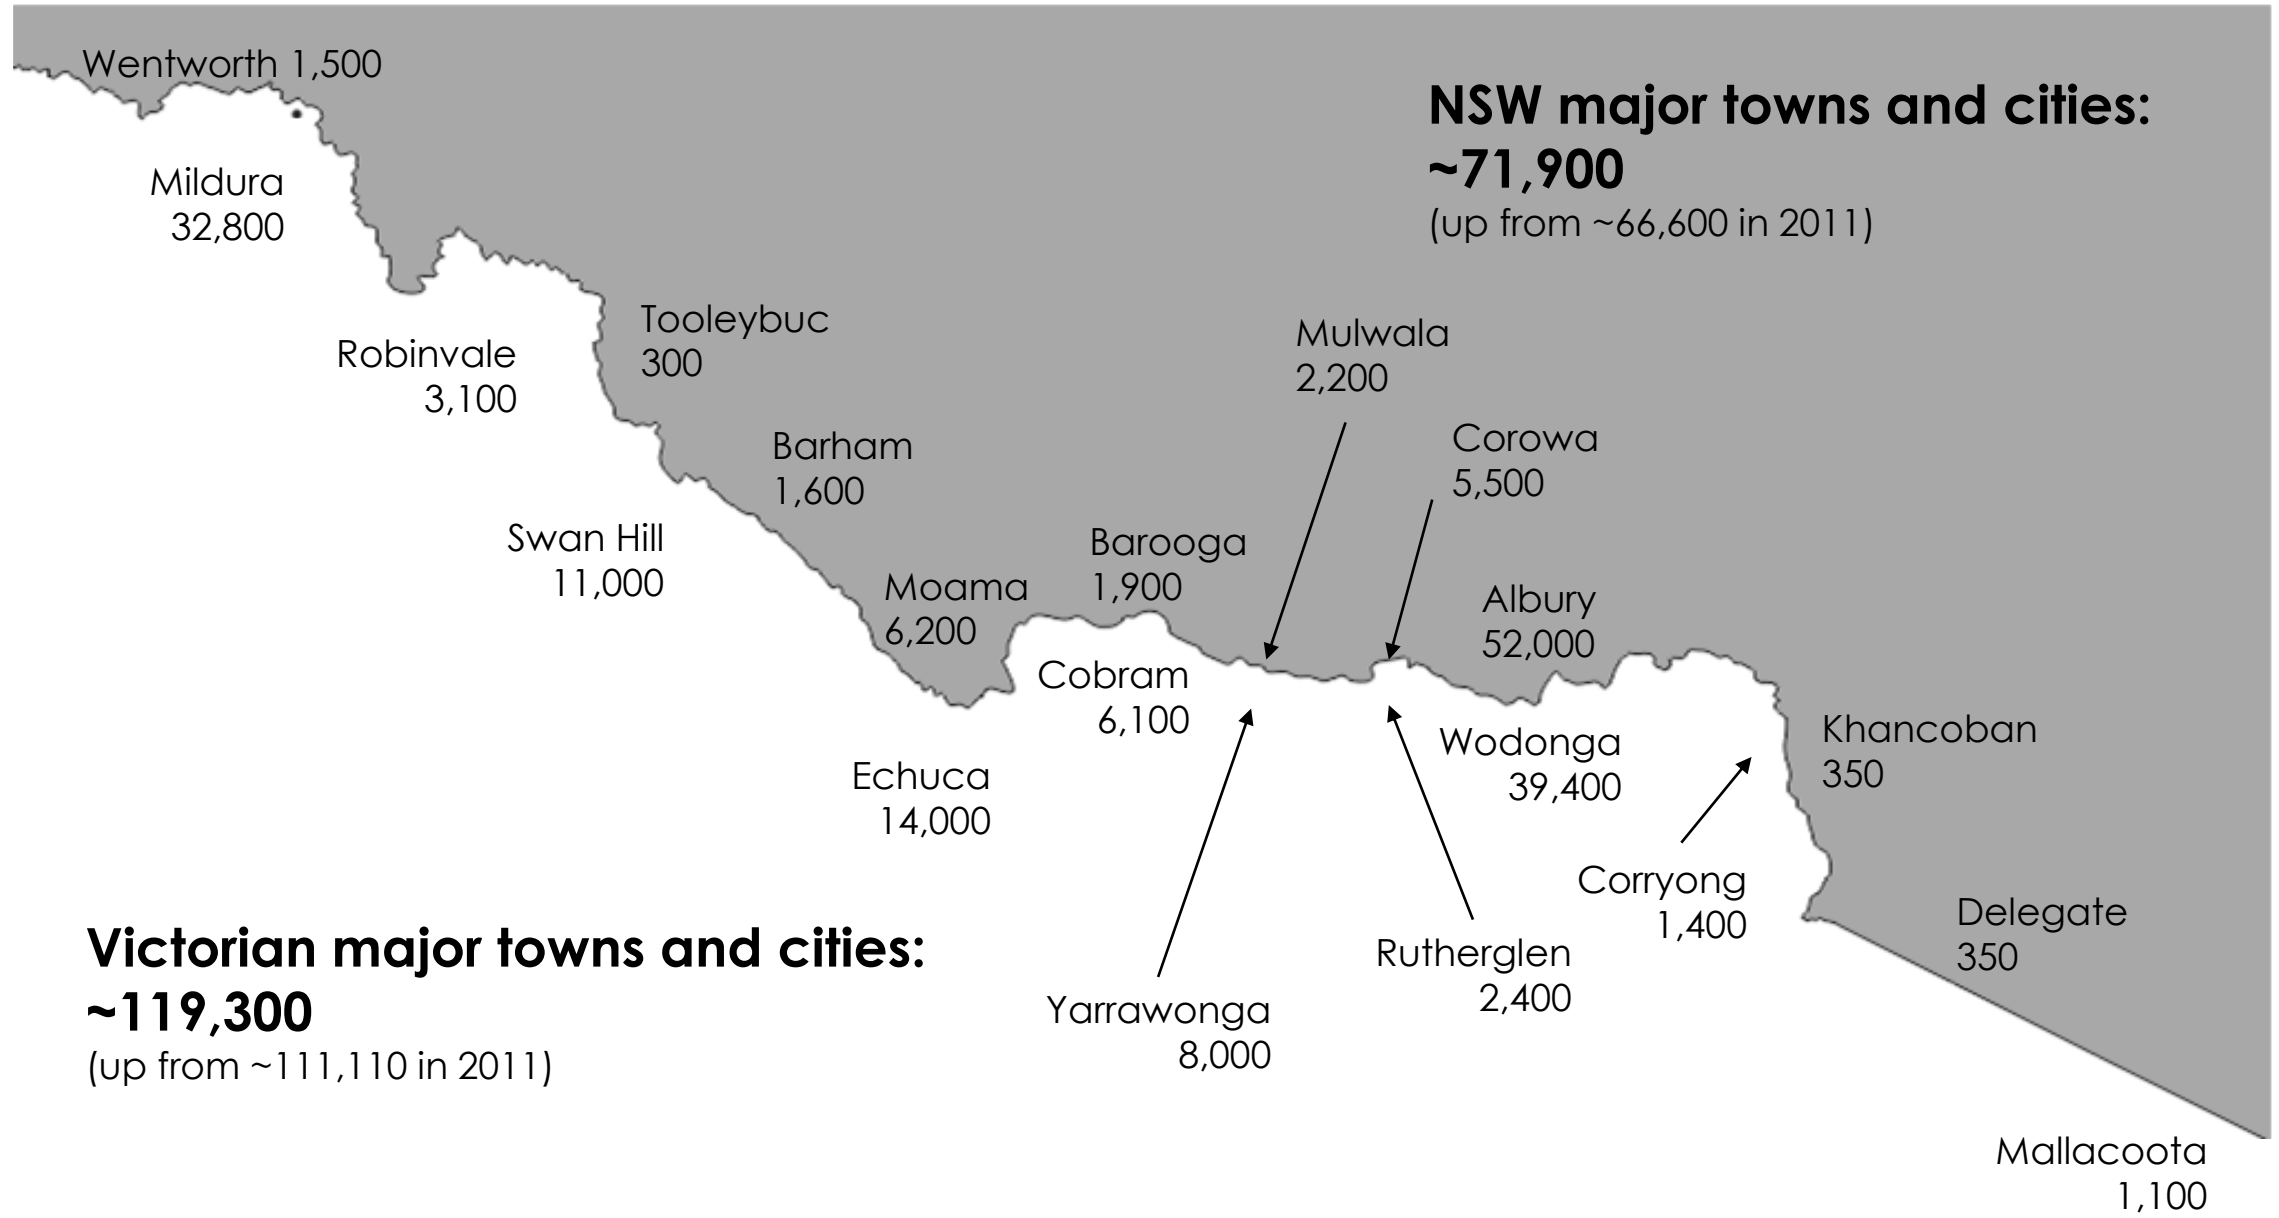 Wentworth 1,500
NSW major towns and cities:
~71,900
(up from ~66,600 in 2011)
Mildura
32,800
Tooleybuc
300
Mulwala
2,200
Robinvale
3,100
Barham
1,600
Corowa
5,500
Swan Hill
11,000
Barooga
1,900
Moama
6,200
Albury
52,000
Cobram
6,100
Echuca
14,000
Wodonga
39,400
Khancoban
350
Corryong
1,400
Delegate
350
Victorian major towns and cities:
~119,300
(up from ~111,110 in 2011)
Rutherglen
2,400
Yarrawonga
8,000
Mallacoota
1,100